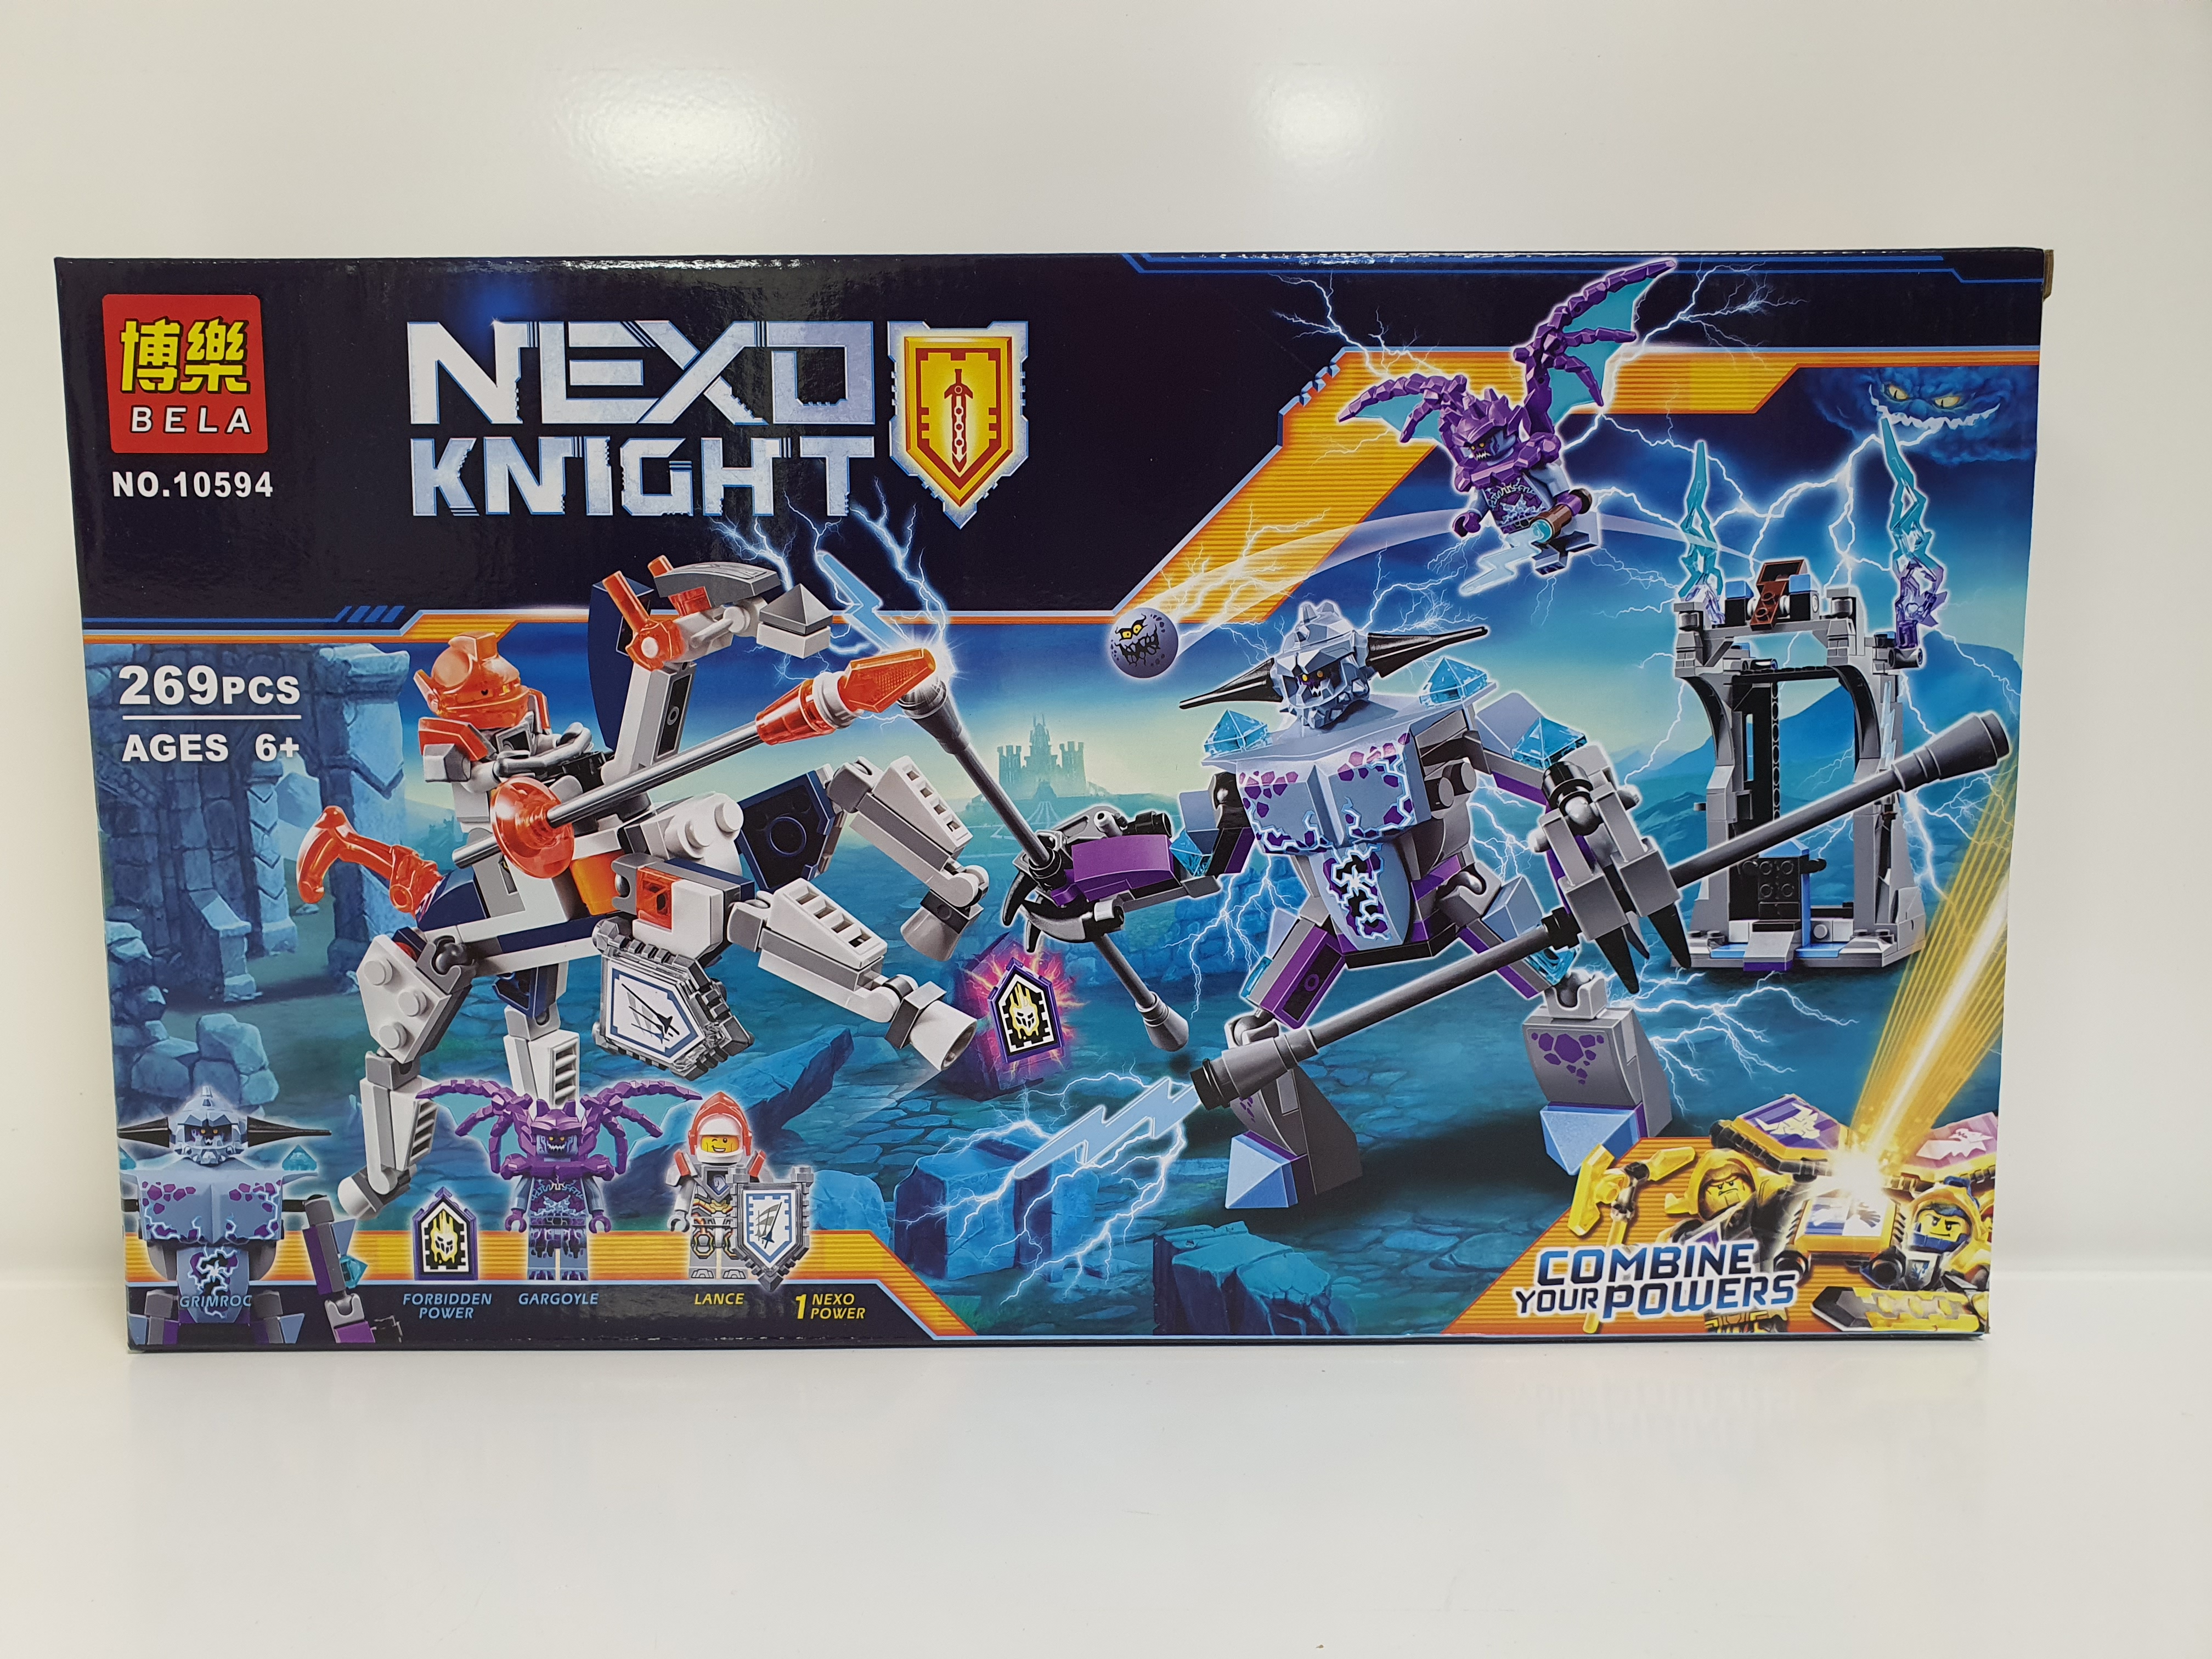 博樂
BELA
NO.10594
NEXO
KNIGHT
269PCS
AGES 6+
GRIMROC
FORBIDDEN
POWER
GARGOYLE
LANCE
1 NEXO
POWER
COMBINE
YOUR POWERS